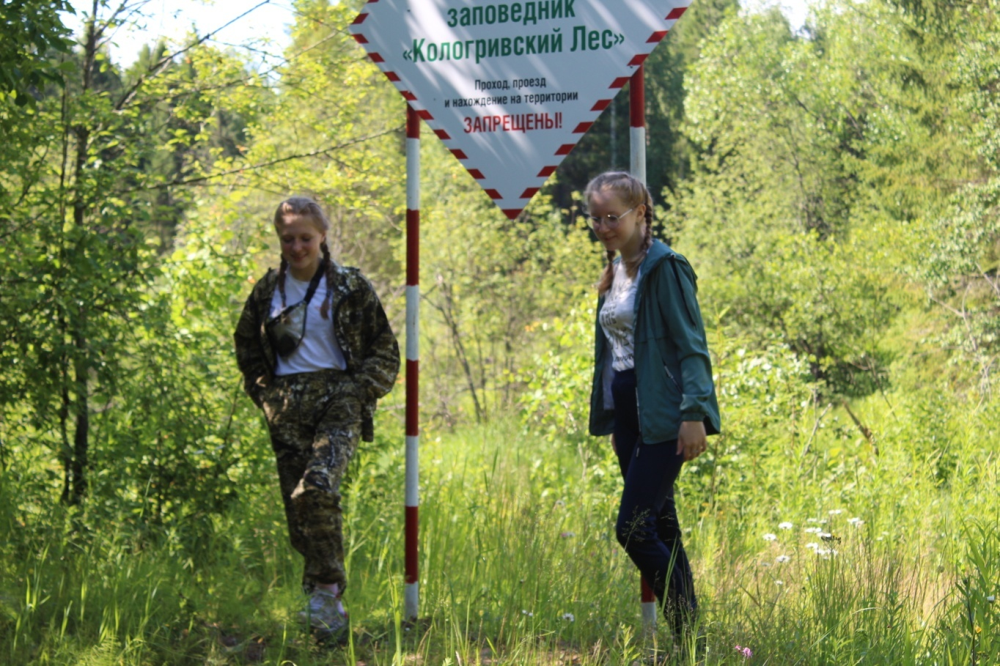 заповедник
«Кологривский Лес»
Проход, проезд
и нахождение на территории
ЗАПРЕЩЕНЫ!